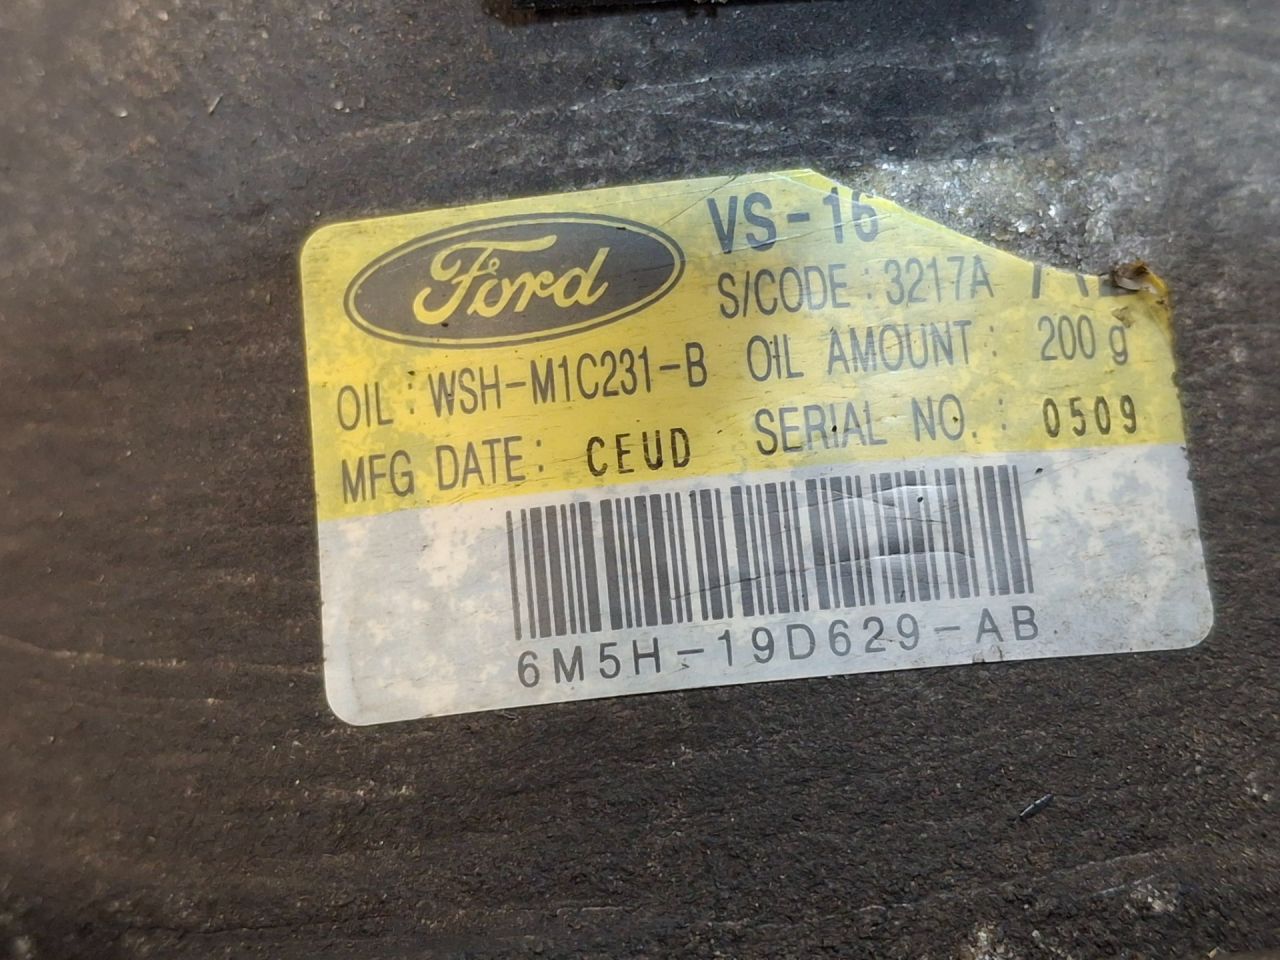 Ford
VS-16
S/CODE : 3217A
OIL : WSH-M1C231-B OIL AMOUNT : 200 g
MFG DATE : CEUD SERIAL NO. : 0509
6M5H-19D629-AB